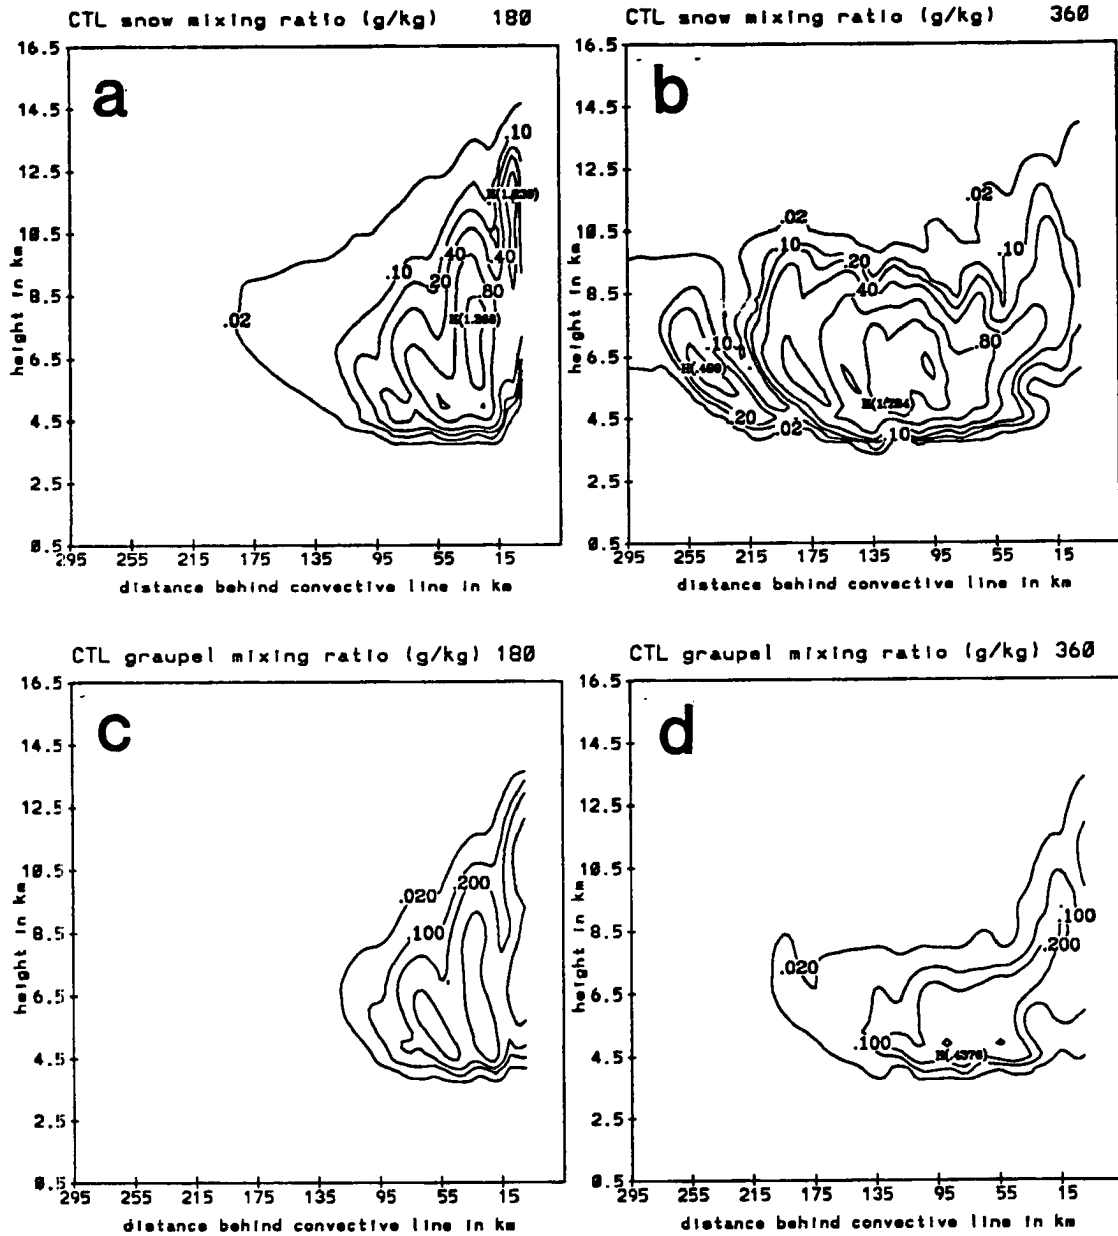 CTL snow mixing ratio (g/kg) 180
a
16.5
14.5
12.5
10.5
8.5
6.5
4.5
2.5
0.5
height in km
.10
.40
.40
.10
.20
.80
.02
295 255 215 175 135 95 55 15
distance behind convective line in km
CTL snow mixing ratio (g/kg) 360
b
16.5
14.5
12.5
10.5
8.5
6.5
4.5
2.5
0.5
height in km
.02
.02
.10
.10
.20
.40
.80
.10
.20
.02
.10
295 255 215 175 135 95 55 15
distance behind convective line in km
CTL graupel mixing ratio (g/kg) 180
c
16.5
14.5
12.5
10.5
8.5
6.5
4.5
2.5
0.5
height in km
.020
.200
.100
295 255 215 175 135 95 55 15
distance behind convective line in km
CTL graupel mixing ratio (g/kg) 360
d
16.5
14.5
12.5
10.5
8.5
6.5
4.5
2.5
0.5
height in km
.100
.200
.020
.100
H(.4376)
295 255 215 175 135 95 55 15
distance behind convective line in km